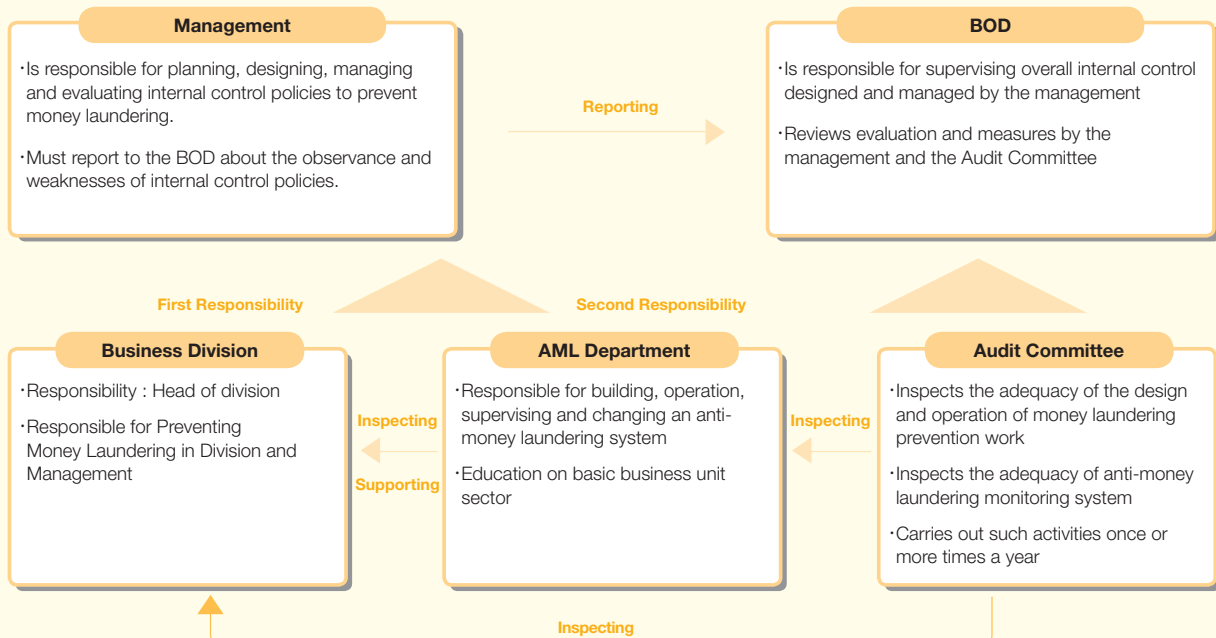 Management
·Is responsible for planning, designing, managing
and evaluating internal control policies to prevent
money laundering.
·Must report to the BOD about the observance and
weaknesses of internal control policies.
Reporting
BOD
·Is responsible for supervising overall internal control
designed and managed by the management
·Reviews evaluation and measures by the
management and the Audit Committee
First Responsibility
Second Responsibility
Business Division
·Responsibility : Head of division
·Responsible for Preventing
Money Laundering in Division and
Management
Inspecting
Supporting
AML Department
·Responsible for building, operation,
supervising and changing an anti-
money laundering system
·Education on basic business unit
sector
Inspecting
Audit Committee
·Inspects the adequacy of the design
and operation of money laundering
prevention work
·Inspects the adequacy of anti-money
laundering monitoring system
·Carries out such activities once or
more times a year
Inspecting